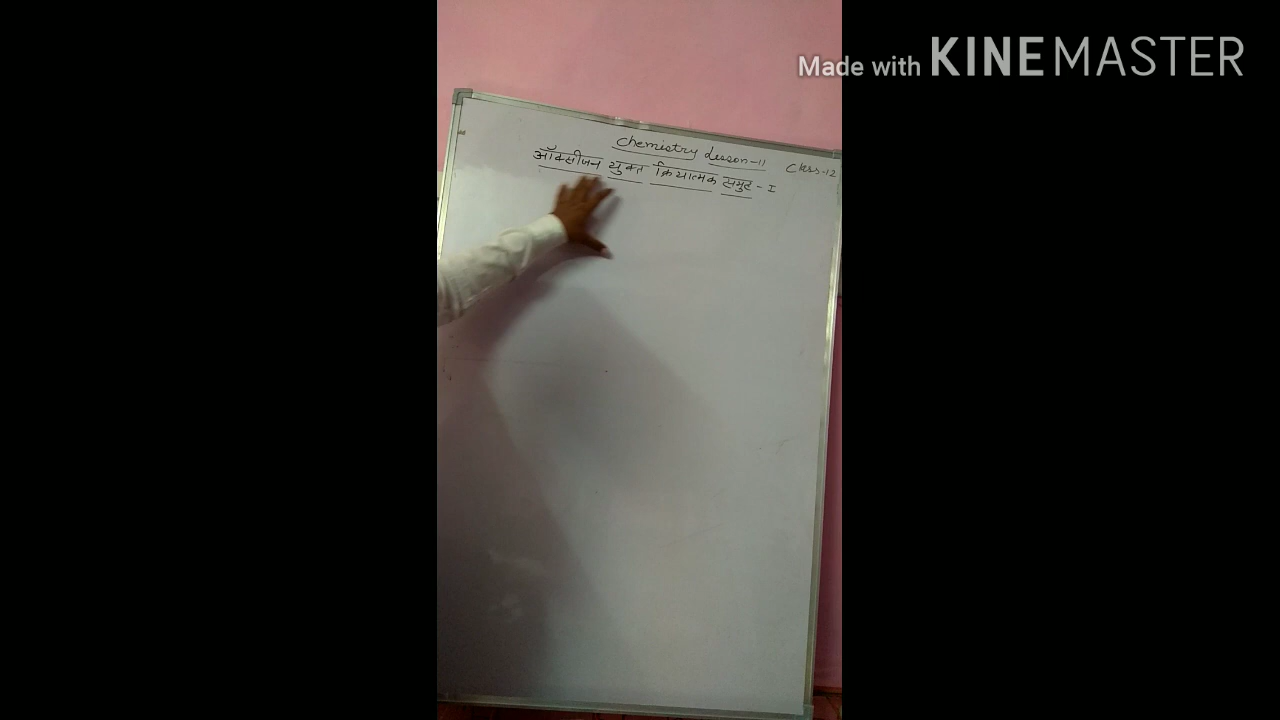 Made with KINEMASTER
Chemistry Lesson-11 Class-12
ऑक्सीजन युक्त क्रियात्मक समुह - I